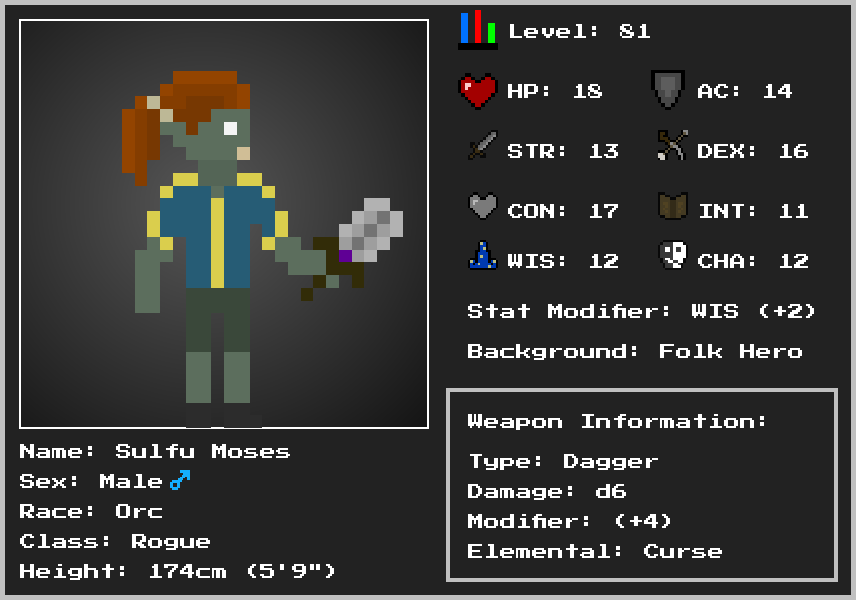 Level: 81
HP: 18
AC: 14
STR: 13
DEX: 16
CON: 17
INT: 11
WIS: 12
CHA: 12
Stat Modifier: WIS (+2)
Background: Folk Hero
Weapon Information:
Type: Dagger
Damage: d6
Modifier: (+4)
Elemental: Curse
Name: Sulfu Moses
Sex: Male♂
Race: Orc
Class: Rogue
Height: 174cm (5'9")